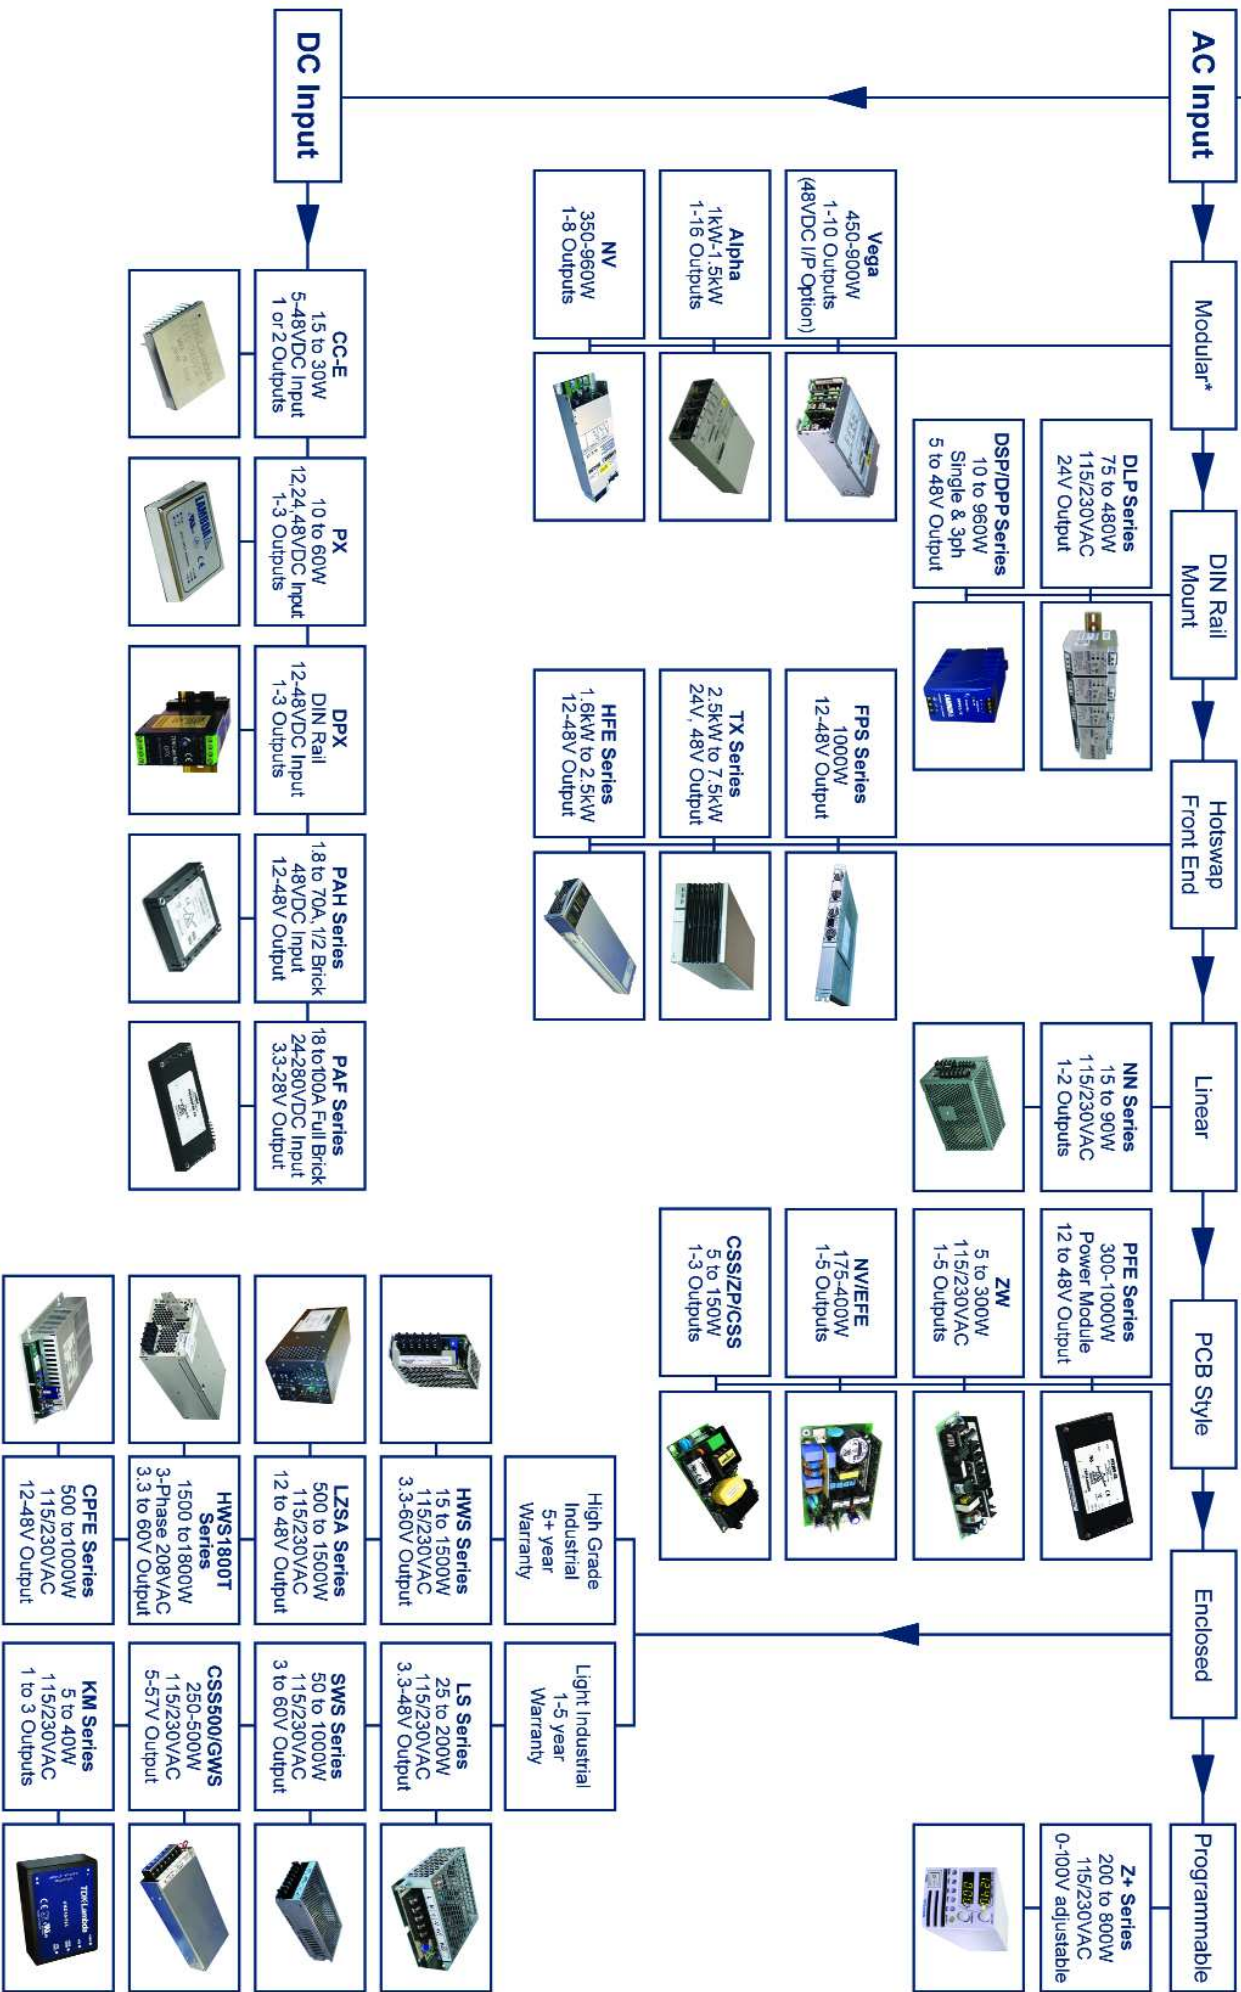 AC Input
Modular*
DIN Rail
Mount
Hotswap
Front End
Linear
PCB Style
Enclosed
Programmable
Vega
450-900W
1-10 Outputs
(48VDC I/P Option)
Alpha
1kW-1.5kW
1-16 Outputs
NV
350-960W
1-8 Outputs
DLP Series
75 to 480W
115/230VAC
24V Output
DSP/DPP Series
10 to 960W
Single & 3ph
5 to 48V Output
FPS Series
1000W
12-48V Output
TX Series
2.5kW to 7.5kW
24V, 48V Output
HFE Series
1.6kW to 2.5kW
12-48V Output
NN Series
15 to 90W
115/230VAC
1-2 Outputs
PFE Series
300-1000W
Power Module
12 to 48V Output
ZW
5 to 300W
115/230VAC
1-5 Outputs
NV/EFE
175-400W
1-5 Outputs
CSS/ZP/CSS
5 to 150W
1-3 Outputs
High Grade
Industrial
5+ year
Warranty
HWS Series
15 to 1500W
115/230VAC
3.3-60V Output
LZSA Series
500 to 1500W
115/230VAC
12 to 48V Output
HWS1800T
Series
1500 to1800W
3-Phase 208VAC
3.3 to 60V Output
CPFE Series
500 to1000W
115/230VAC
12-48V Output
Light Industrial
1-5 year
Warranty
LS Series
25 to 200W
115/230VAC
3.3-48V Output
SWS Series
50 to 1000W
115/230VAC
3 to 60V Output
CSS500/GWS
250-500W
115/230VAC
5-57V Output
KM Series
5 to 40W
115/230VAC
1 to 3 Outputs
TDK-Lambda
Z+ Series
200 to 800W
115/230VAC
0-100V adjustable
DC Input
CC-E
1.5 to 30W
5-48VDC Input
1 or 2 Outputs
PX
10 to 60W
12,24,48VDC Input
1-3 Outputs
LAMBDA
DPX
DIN Rail
12-48VDC Input
1-3 Outputs
PAH Series
1.8 to 70A,1/2 Brick
48VDC Input
12-48V Output
PAF Series
18 to100A Full Brick
24-280VDC Input
3.3-28V Output